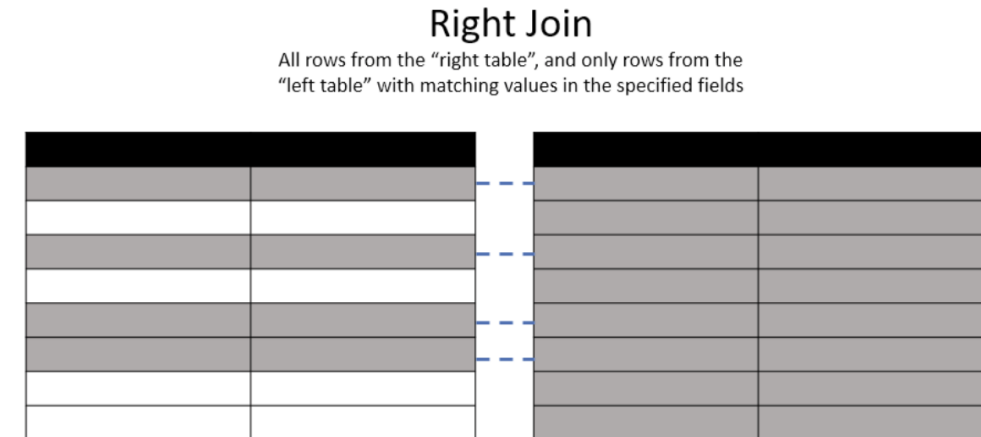 Right Join
All rows from the “right table”, and only rows from the
“left table” with matching values in the specified fields